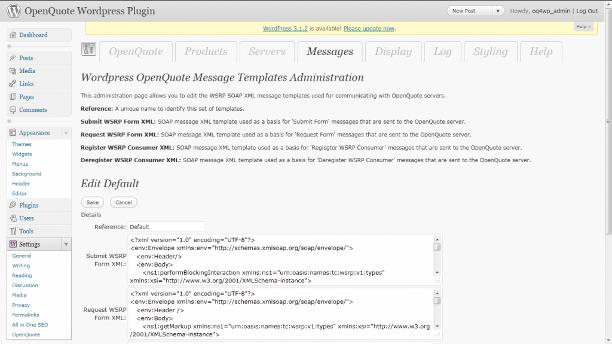 OpenQuote Wordpress Plugin
New Post
Howdy, oq4wp_admin | Log Out
WordPress 3.1.2 is available! Please update now.
Help
Dashboard
Posts
Media
Links
Pages
Comments
Appearance
Themes
Widgets
Menus
Background
Header
Editor
Plugins
Users
Tools
Settings
General
Writing
Reading
Discussion
Media
Privacy
Permalinks
All in One SEO
OpenQuote
OpenQuote Products Servers Messages Display Log Styling Help
Wordpress OpenQuote Message Templates Administration
This administration page allows you to edit the WSRP SOAP XML message templates used for communicating with OpenQuote servers.
Reference: A unique name to identify this set of templates.
Submit WSRP Form XML: SOAP message XML template used as a basis for 'Submit Form' messages that are sent to the OpenQuote server.
Request WSRP Form XML: SOAP message XML template used as a basis for 'Request Form' messages that are sent to the OpenQuote server.
Register WSRP Consumer XML: SOAP message XML template used as a basis for 'Regisgter WSRP Consumer' messages that are sent to the OpenQuote server.
Deregister WSRP Consumer XML: SOAP message XML template used as a basis for 'Deregister WSRP Consumer' messages that are sent to the OpenQuote server.
Edit Default
Save Cancel
Details
Reference: Default
Submit WSRP Form XML:
<?xml version="1.0" encoding="UTF-8"?>
<env:Envelope xmlns:env="http://schemas.xmlsoap.org/soap/envelope/">
<env:Header/>
<env:Body>
<ns1:performBlockingInteraction xmlns:ns1="urn:oasis:names:tc:wsrp:v1:types"
xmlns:xsi="http://www.w3.org/2001/XMLSchema-instance">
Request WSRP Form XML:
<?xml version="1.0" encoding="UTF-8"?>
<env:Envelope xmlns:env="http://schemas.xmlsoap.org/soap/envelope/">
<env:Header />
<env:Body>
<ns1:getMarkup xmlns:ns1="urn:oasis:names:tc:wsrp:v1:types" xmlns:xsi="http://www.w3.org
/2001/XMLSchema-instance">